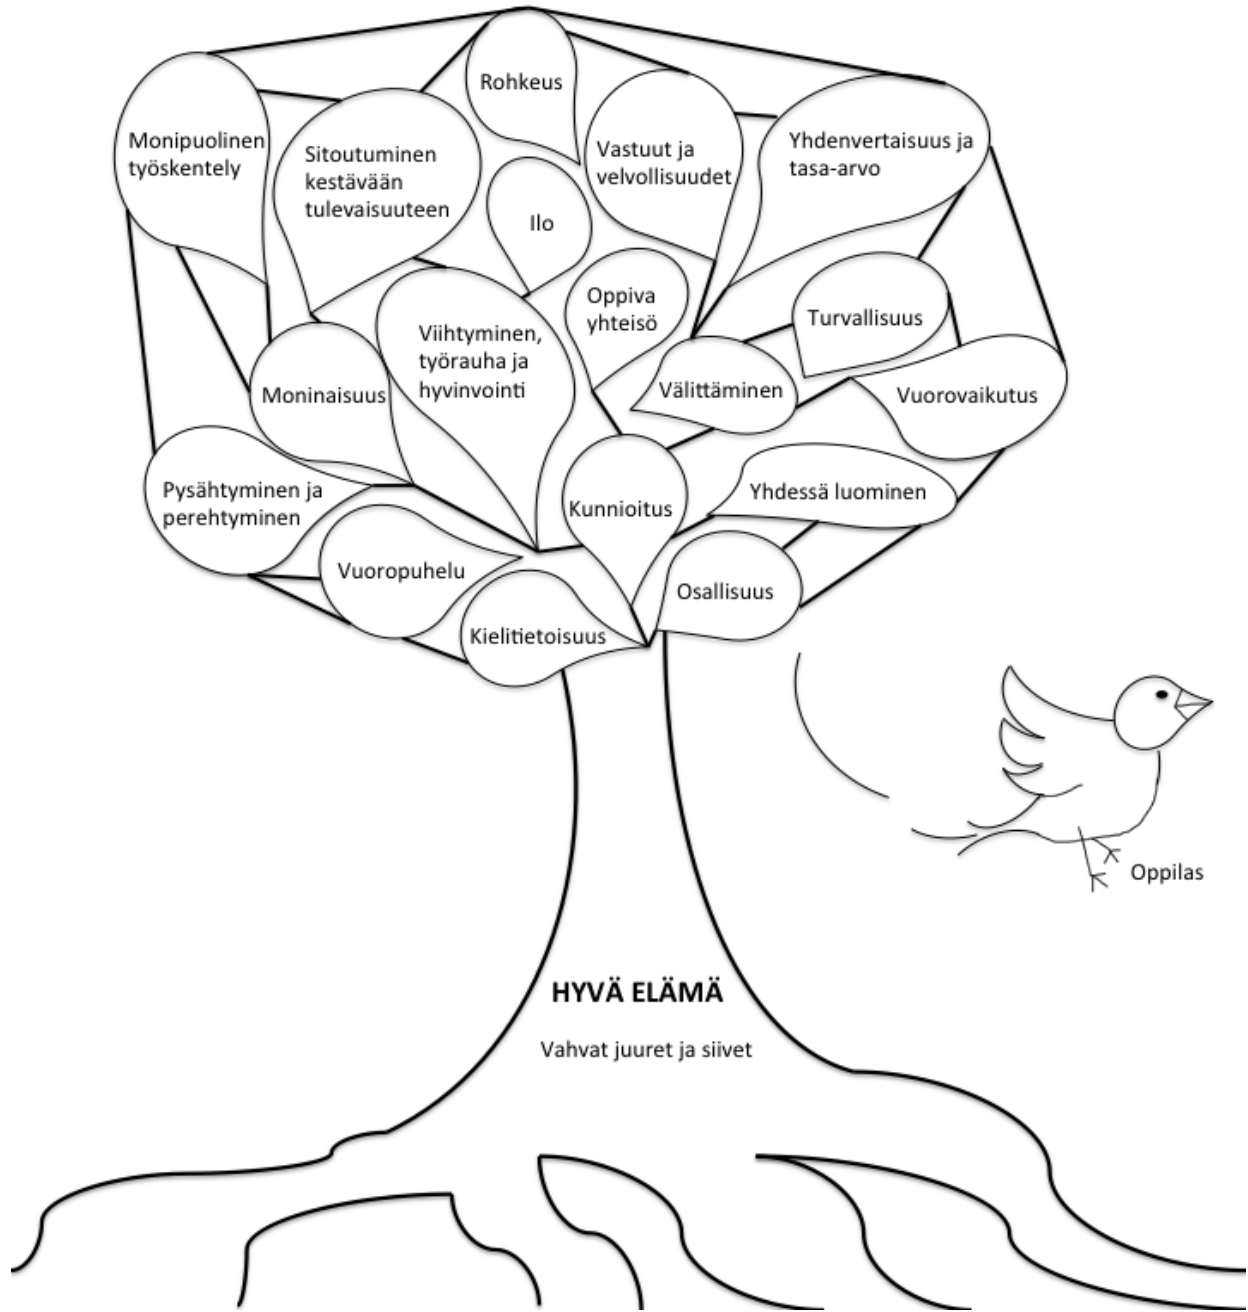 Rohkeus
Monipuolinen
työskentely
Sitoutuminen
kestävään
tulevaisuuteen
Vastuut ja
velvollisuudet
Yhdenvertaisuus ja
tasa-arvo
Ilo
Oppiva
yhteisö
Turvallisuus
Viihtyminen,
työrauha ja
hyvinvointi
Moninaisuus
Välittäminen
Vuorovaikutus
Pysähtyminen ja
perehtyminen
Kunnioitus
Yhdessä luominen
Vuoropuhelu
Osallisuus
Kielitietoisuus
Oppilas
HYVÄ ELÄMÄ
Vahvat juuret ja siivet